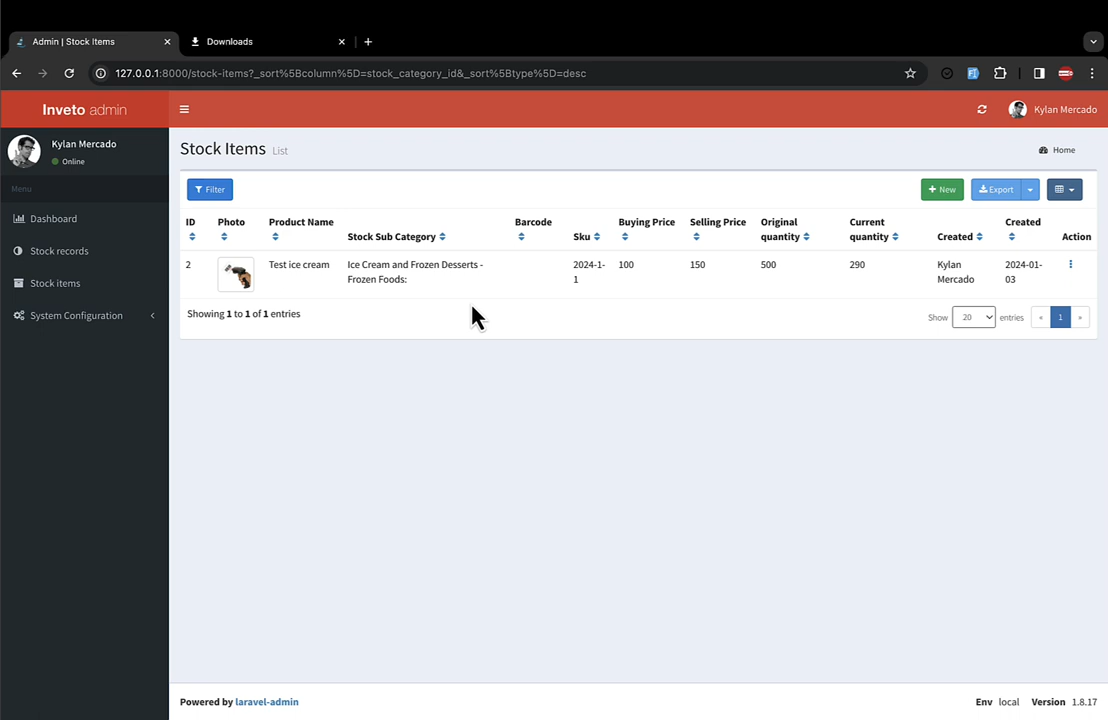 Admin | Stock Items
Downloads
127.0.0.1:8000/stock-items?_sort%5Bcolumn%5D=stock_category_id&_sort%5Btype%5D=desc
Inveto admin
Kylan Mercado
Kylan Mercado
Online
Menu
Dashboard
Stock records
Stock items
System Configuration
Stock Items List
Home
Filter
New
Export
ID Photo Product Name Stock Sub Category Barcode Sku Buying Price Selling Price Original quantity Current quantity Created Created Action
2 Test ice cream Ice Cream and Frozen Desserts - 2024-1- 100 150 500 290 Kylan 2024-01-
Frozen Foods: 1 Mercado 03
Showing 1 to 1 of 1 entries
Show 20 entries « 1 »
Powered by laravel-admin
Env local Version 1.8.17